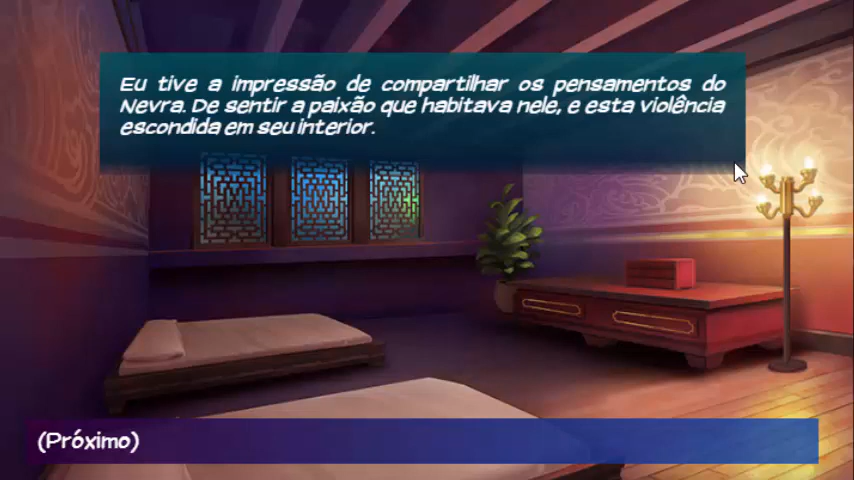 Eu tive a impressão de compartilhar os pensamentos do
Nevra. De sentir a paixão que habitava nele, e esta violência
escondida em seu interior.
(Próximo)